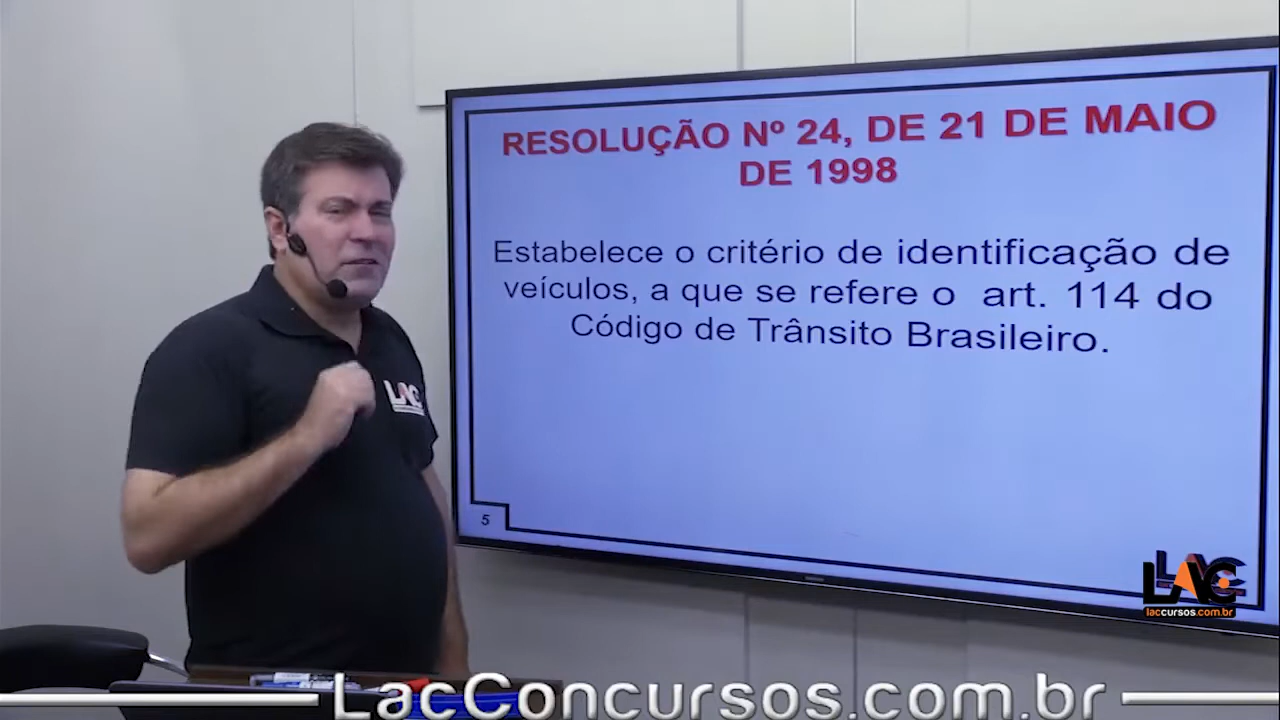 RESOLUÇÃO Nº 24, DE 21 DE MAIO
DE 1998
Estabelece o critério de identificação de
veículos, a que se refere o art. 114 do
Código de Trânsito Brasileiro.
5
LAC
LAC
laccursos.com.br
LacConcursos.com.br